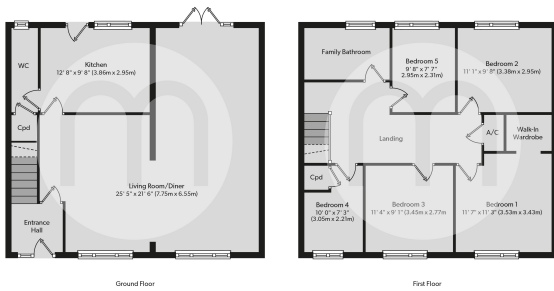 Kitchen
12' 8" x 9' 8" (3.86m x 2.95m)
WC
Cpd
Living Room/Diner
25' 5" x 21' 6" (7.75m x 6.55m)
Entrance
Hall
Ground Floor
Family Bathroom
Bedroom 5
9' 8" x 7' 7"
2.95m x 2.31m)
Bedroom 2
11' 1" x 9' 8" (3.38m x 2.95m)
Landing
A/C
Walk-In
Wardrobe
Cpd
Bedroom 4
10' 0" x 7' 3"
(3.05m x 2.21m)
Bedroom 3
11' 4" x 9' 1" (3.45m x 2.77m
Bedroom 1
11' 7" x 11' 3" (3.53m x 3.43m)
First Floor